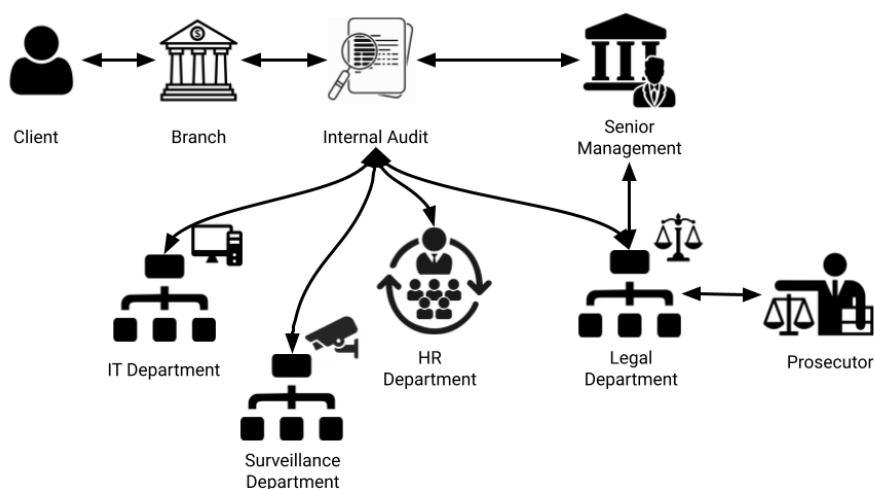 Client
Branch
Internal Audit
Senior
Management
IT Department
HR
Department
Legal
Department
Prosecutor
Surveillance
Department